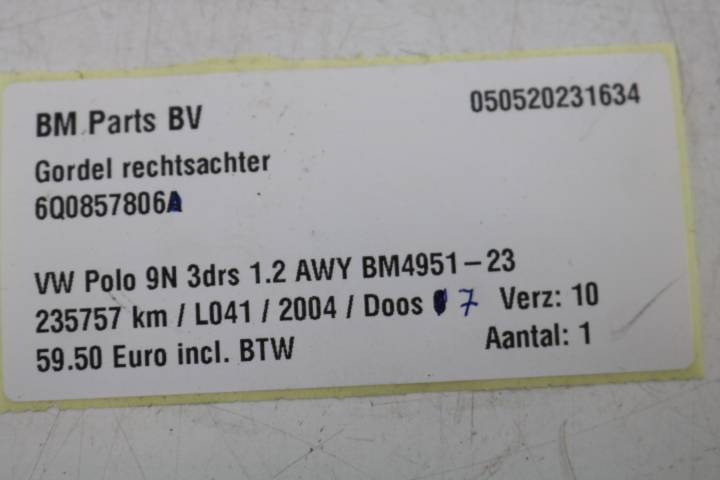 BM Parts BV 050520231634
Gordel rechtsachter
6Q0857806A
VW Polo 9N 3drs 1.2 AWY BM4951-23
235757 km / L041 / 2004 / Doos 7 Verz: 10
59.50 Euro incl. BTW Aantal: 1